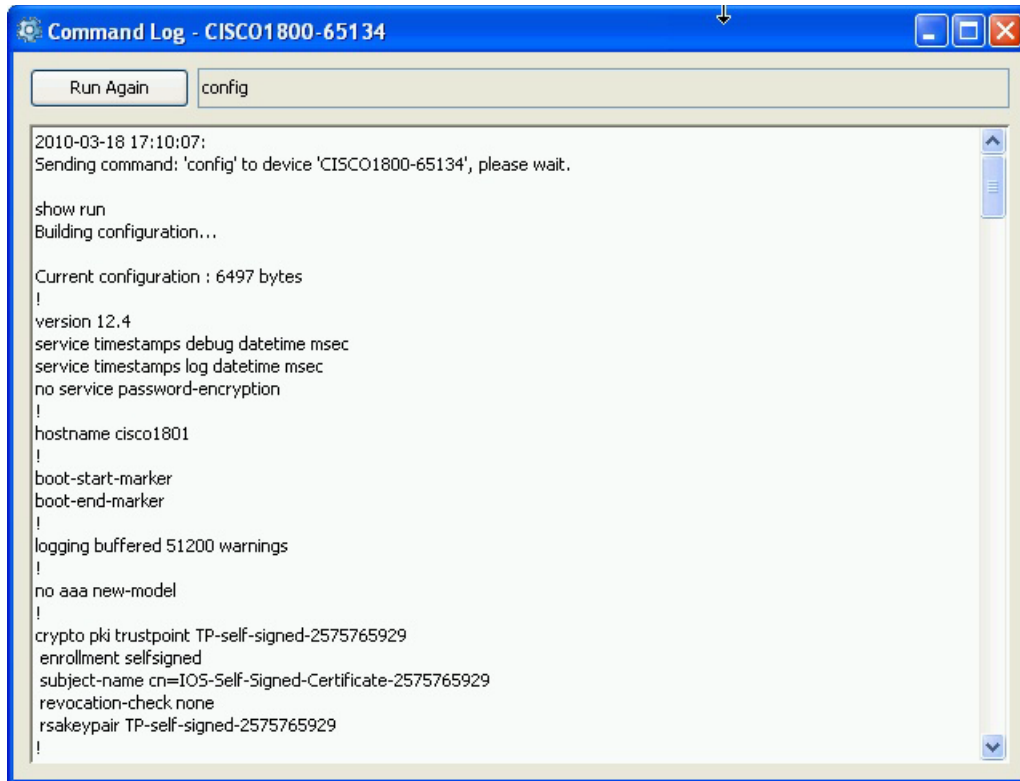 Command Log - CISCO1800-65134
Run Again
config
2010-03-18 17:10:07:
Sending command: 'config' to device 'CISCO1800-65134', please wait.
show run
Building configuration...
Current configuration : 6497 bytes
!
version 12.4
service timestamps debug datetime msec
service timestamps log datetime msec
no service password-encryption
!
hostname cisco1801
!
boot-start-marker
boot-end-marker
!
logging buffered 51200 warnings
!
no aaa new-model
!
crypto pki trustpoint TP-self-signed-2575765929
enrollment selfsigned
subject-name cn=IOS-Self-Signed-Certificate-2575765929
revocation-check none
rsakeypair TP-self-signed-2575765929
!